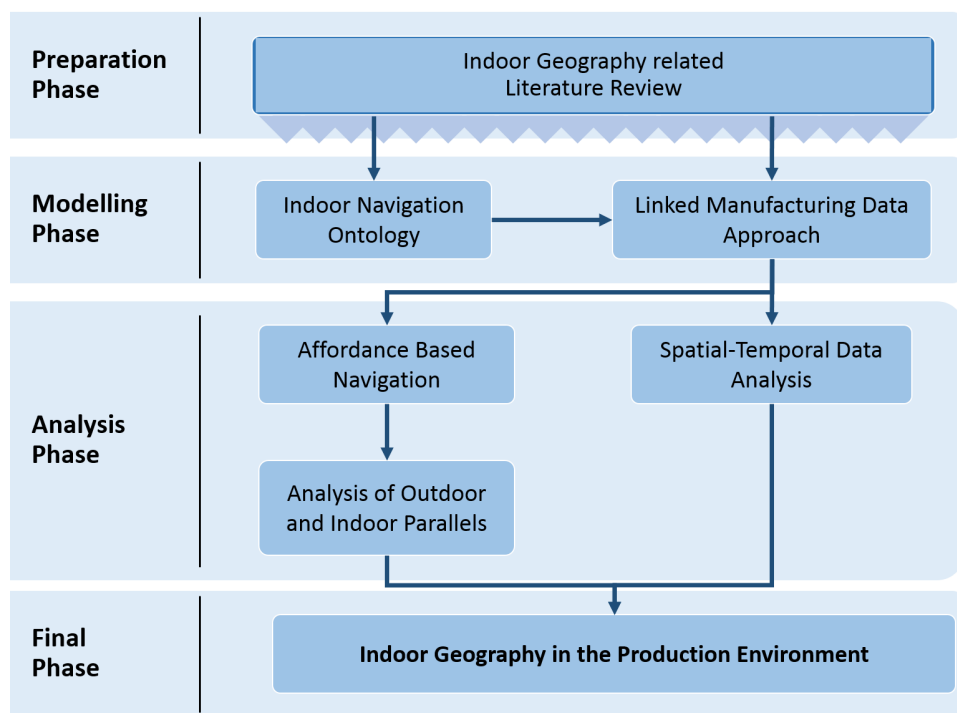 Preparation
Phase
Indoor Geography related
Literature Review
Modelling
Phase
Indoor Navigation
Ontology
Linked Manufacturing Data
Approach
Analysis
Phase
Affordance Based
Navigation
Spatial-Temporal Data
Analysis
Analysis of Outdoor
and Indoor Parallels
Final
Phase
Indoor Geography in the Production Environment